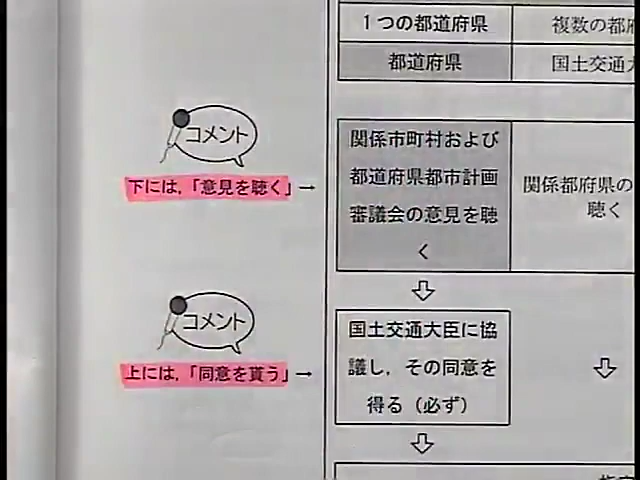 1つの都道府県
複数の都府
都道府県
国土交通大
コメント
下には,「意見を聴く」→
関係市町村および
都道府県都市計画
審議会の意見を聴
く
関係都府県の
聴く
コメント
上には,「同意を貰う」→
国土交通大臣に協
議し,その同意を
得る(必ず)